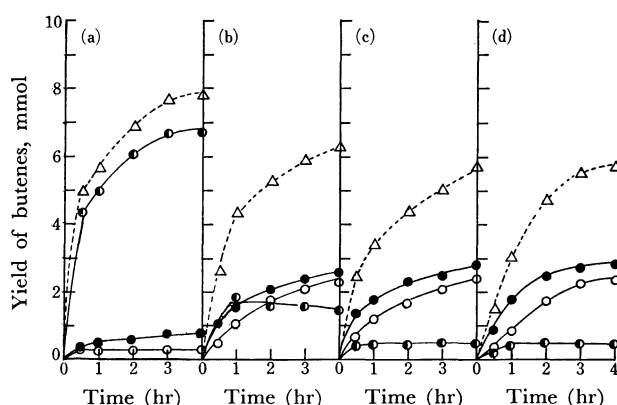 Yield of butenes, mmol
10
8
6
4
2
0
(a) (b) (c) (d)
0 1 2 3 0 1 2 3 0 1 2 3 0 1 2 3 4
Time (hr) Time (hr) Time (hr) Time (hr)